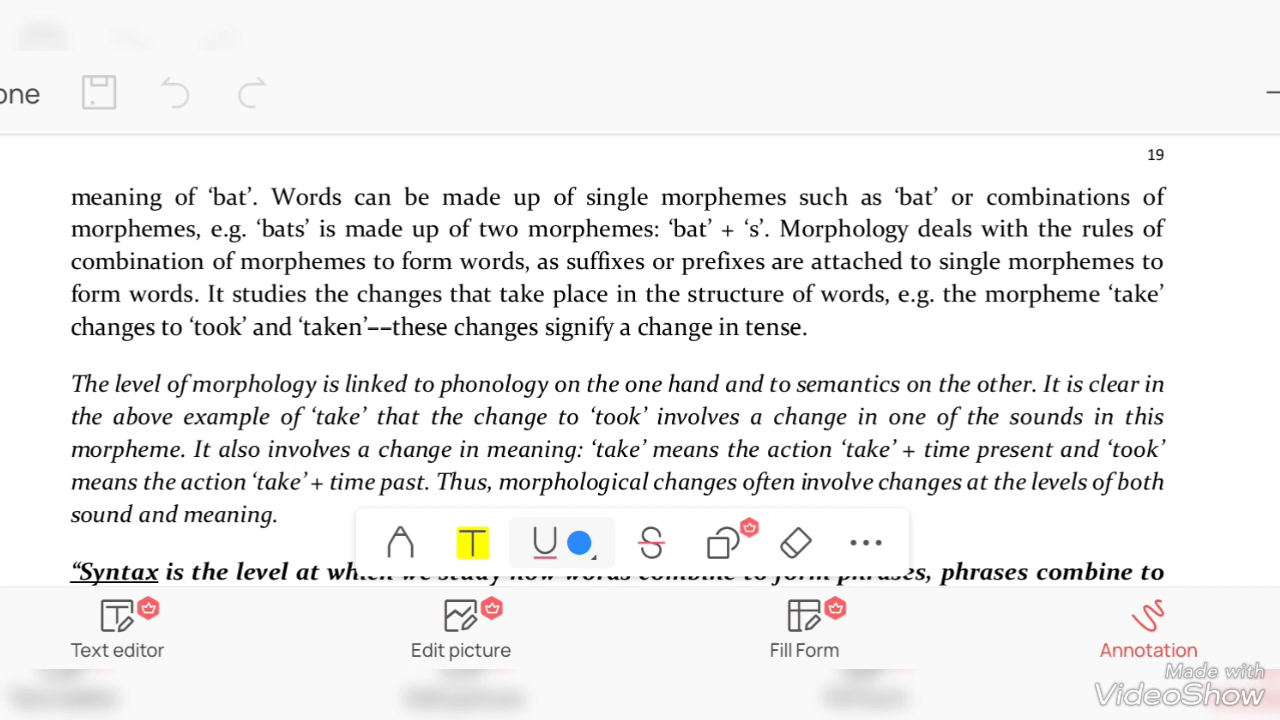 one
19
meaning of ‘bat’. Words can be made up of single morphemes such as ‘bat’ or combinations of
morphemes, e.g. ‘bats’ is made up of two morphemes: ‘bat’ + ‘s’. Morphology deals with the rules of
combination of morphemes to form words, as suffixes or prefixes are attached to single morphemes to
form words. It studies the changes that take place in the structure of words, e.g. the morpheme ‘take’
changes to ‘took’ and ‘taken’––these changes signify a change in tense.
The level of morphology is linked to phonology on the one hand and to semantics on the other. It is clear in
the above example of ‘take’ that the change to ‘took’ involves a change in one of the sounds in this
morpheme. It also involves a change in meaning: ‘take’ means the action ‘take’ + time present and ‘took’
means the action ‘take’ + time past. Thus, morphological changes often involve changes at the levels of both
sound and meaning.
“Syntax is the level at which we study how words combine to form phrases, phrases combine to
Text editor
Edit picture
Fill Form
Annotation
Made with
VideoShow